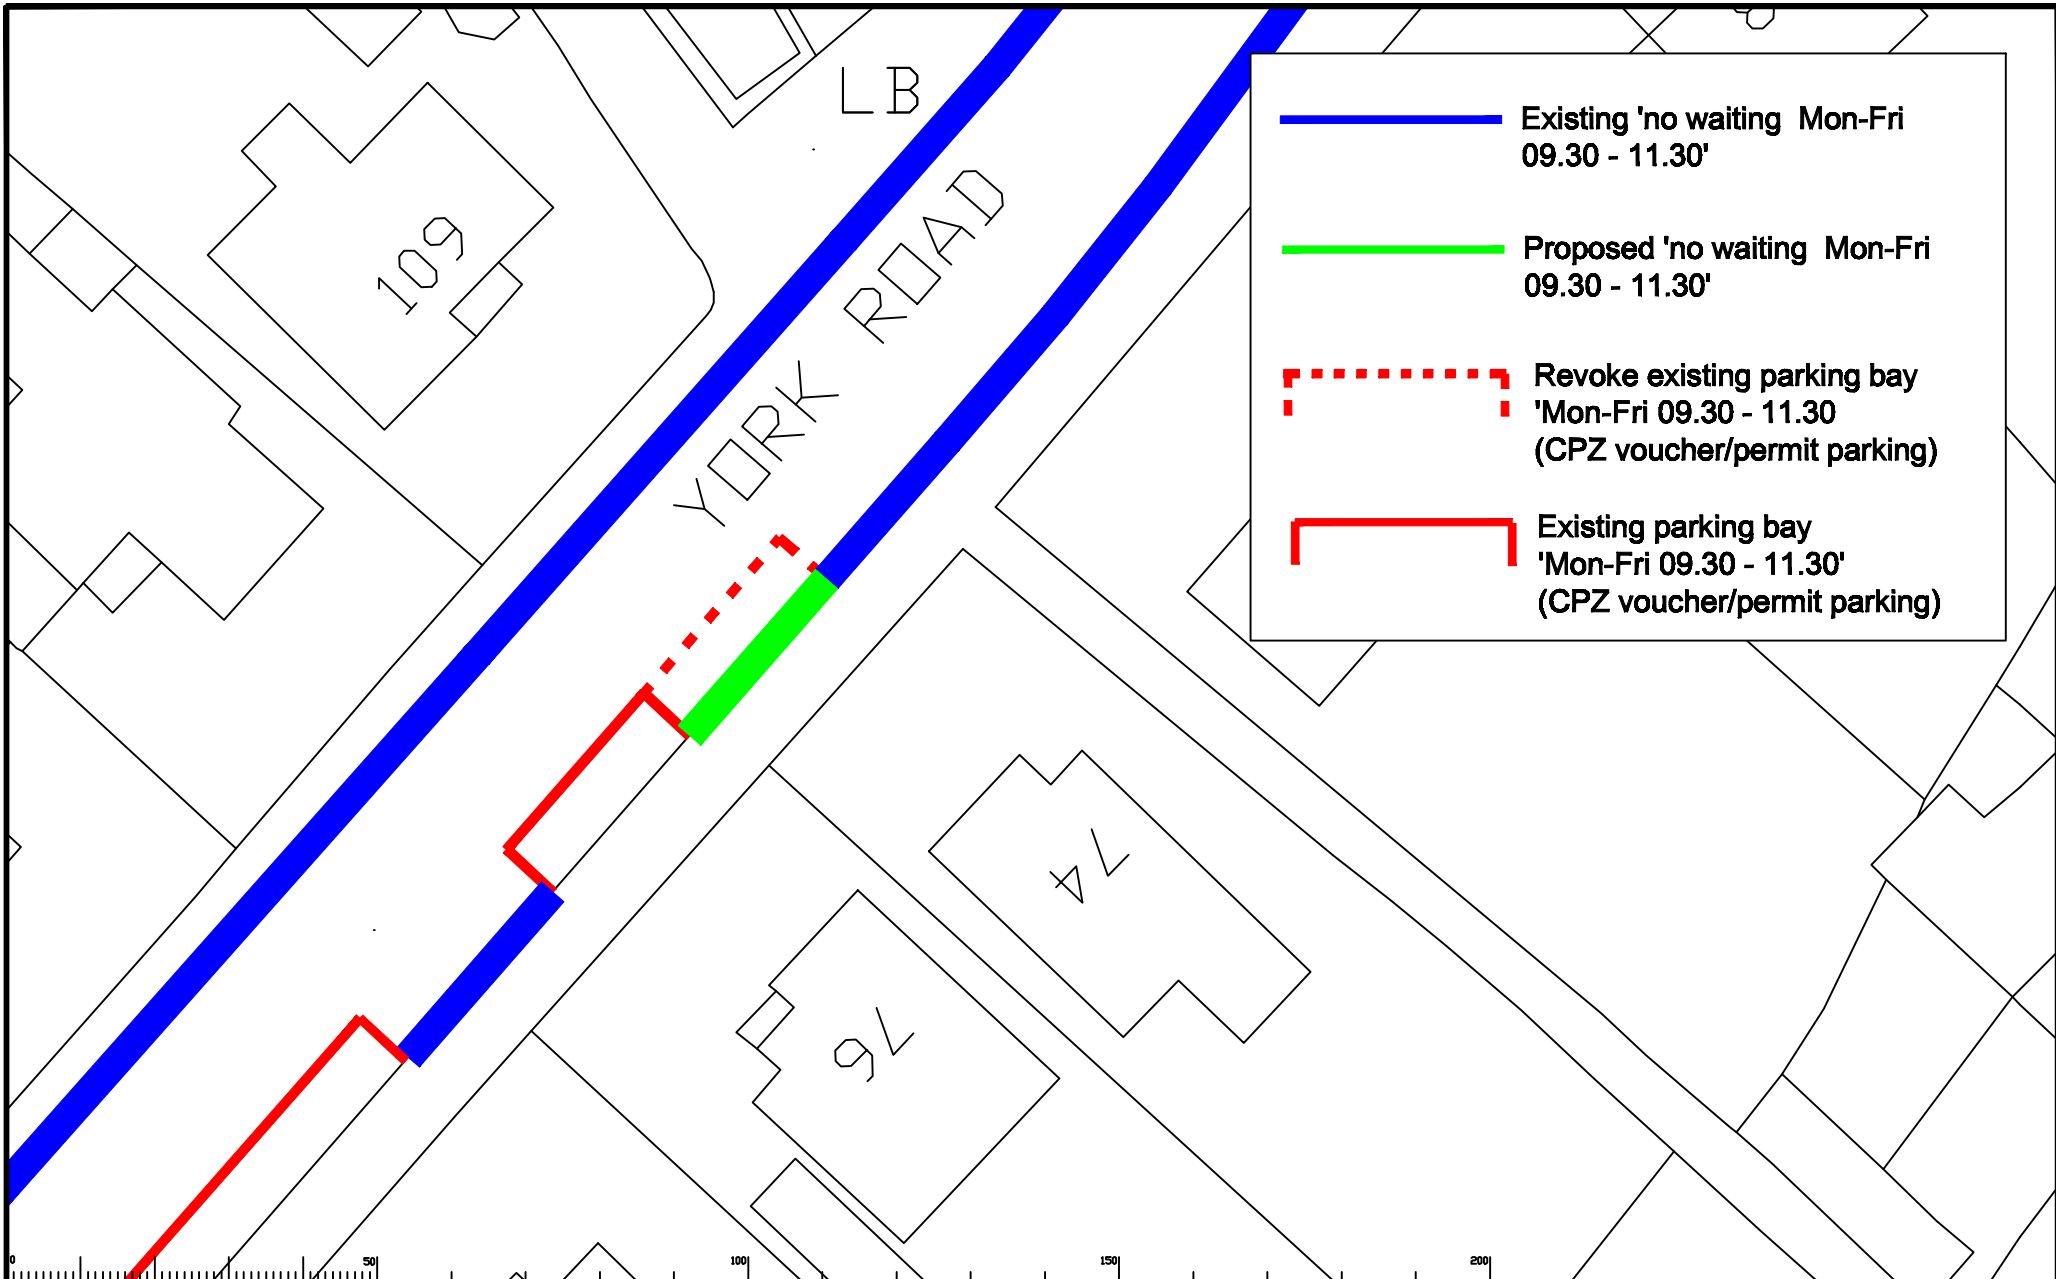 LB
Existing 'no waiting Mon-Fri
09.30 - 11.30'
Proposed 'no waiting Mon-Fri
09.30 - 11.30'
Revoke existing parking bay
'Mon-Fri 09.30 - 11.30
(CPZ voucher/permit parking)
Existing parking bay
'Mon-Fri 09.30 - 11.30'
(CPZ voucher/permit parking)
109
YORK ROAD
74
76
0 50 100 150 200